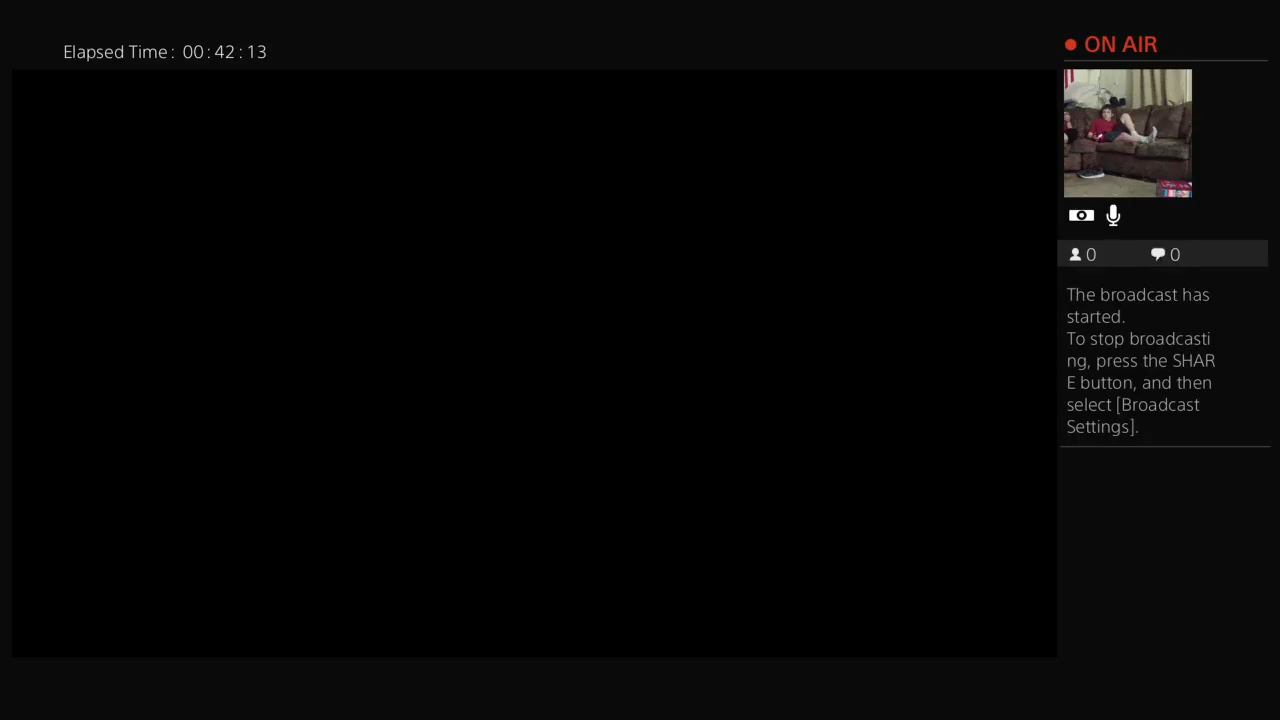 Elapsed Time : 00 : 42 : 13
ON AIR
0 0
The broadcast has
started.
To stop broadcasti
ng, press the SHAR
E button, and then
select [Broadcast
Settings].